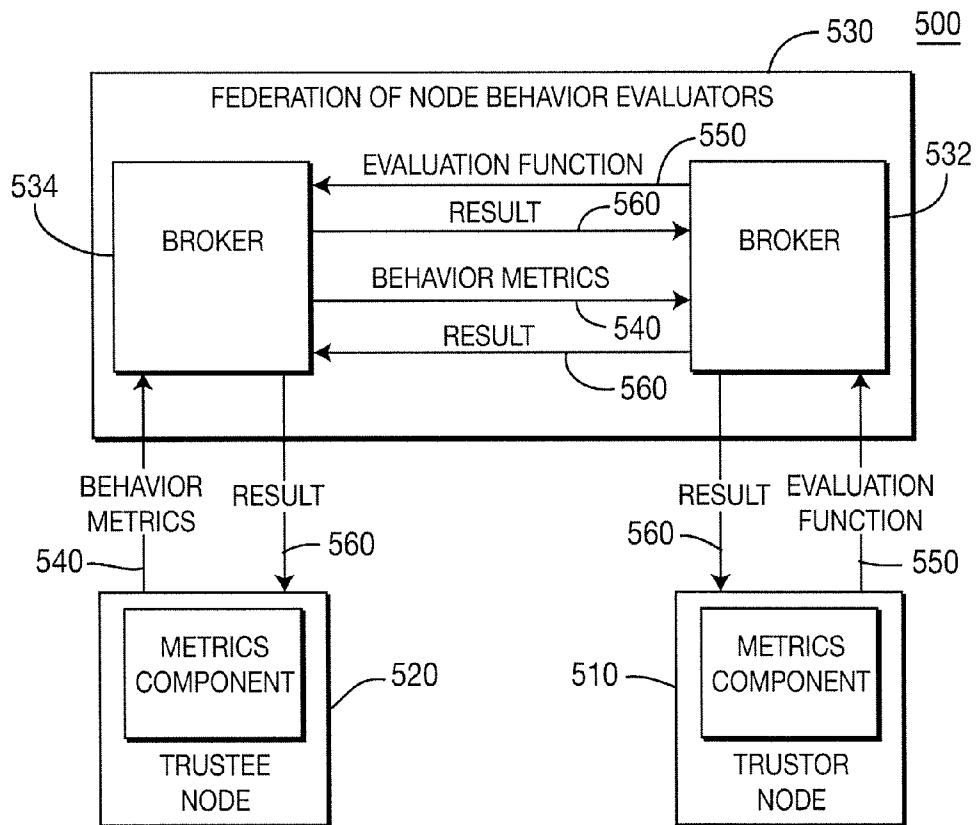 500
530
FEDERATION OF NODE BEHAVIOR EVALUATORS
550
EVALUATION FUNCTION
532
534
RESULT
560
BROKER
BROKER
BEHAVIOR METRICS
540
RESULT
560
BEHAVIOR
METRICS
RESULT
RESULT
EVALUATION
FUNCTION
540
560
560
550
METRICS
COMPONENT
520
510
METRICS
COMPONENT
TRUSTEE
NODE
TRUSTOR
NODE